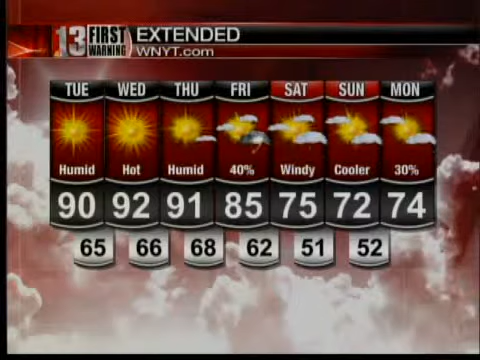 13 FIRST WARNING
EXTENDED
WNYT.com
TUE WED THU FRI SAT SUN MON
Humid Hot Humid 40% Windy Cooler 30%
90 92 91 85 75 72 74
65 66 68 62 51 52